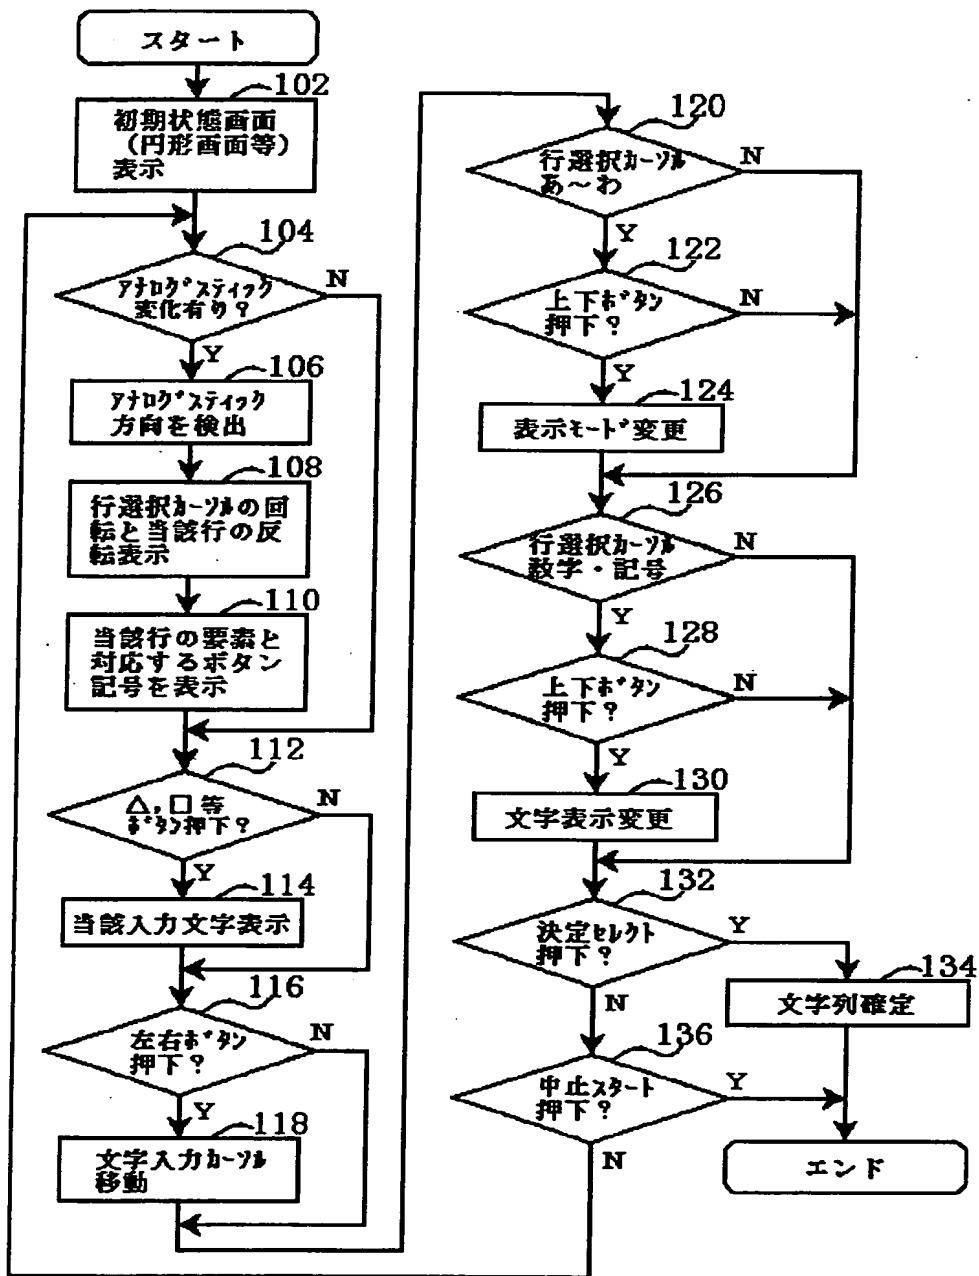 スタート
102
初期状態画面
（円形画面等）
表示
104
アナログスティック
変化有り？
N
Y
106
アナログスティック
方向を検出
108
行選択カーソルの回
転と当該行の反
転表示
110
当該行の要素と
対応するボタン
記号を表示
112
△,□等
ボタン押下？
N
Y
114
当該入力文字表示
116
左右ボタン
押下？
N
Y
118
文字入力カーソル
移動
120
行選択カーソル
あ～わ
N
Y
122
上下ボタン
押下？
N
Y
124
表示モード変更
126
行選択カーソル
数字・記号
N
Y
128
上下ボタン
押下？
N
Y
130
文字表示変更
132
決定セレクト
押下？
Y
N
134
文字列確定
136
中止スタート
押下？
Y
N
エンド